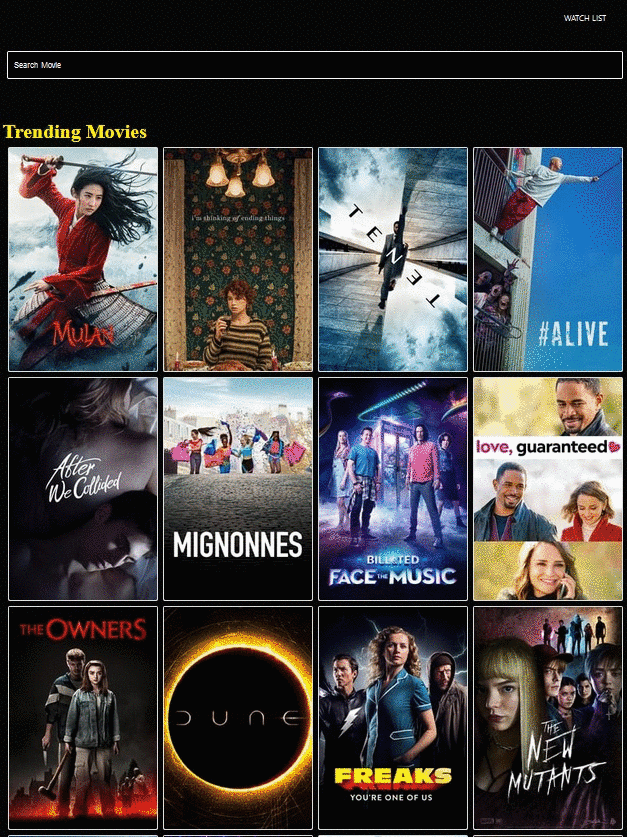 WATCH LIST
Search Movie
Trending Movies
MULAN
i'm thinking of ending things
TENET
#ALIVE
After
We Collided
MIGNONNES
BILL & TED
FACE THE MUSIC
love, guaranteed
THE OWNERS
DUNE
FREAKS
YOU'RE ONE OF US
THE
NEW
MUTANTS